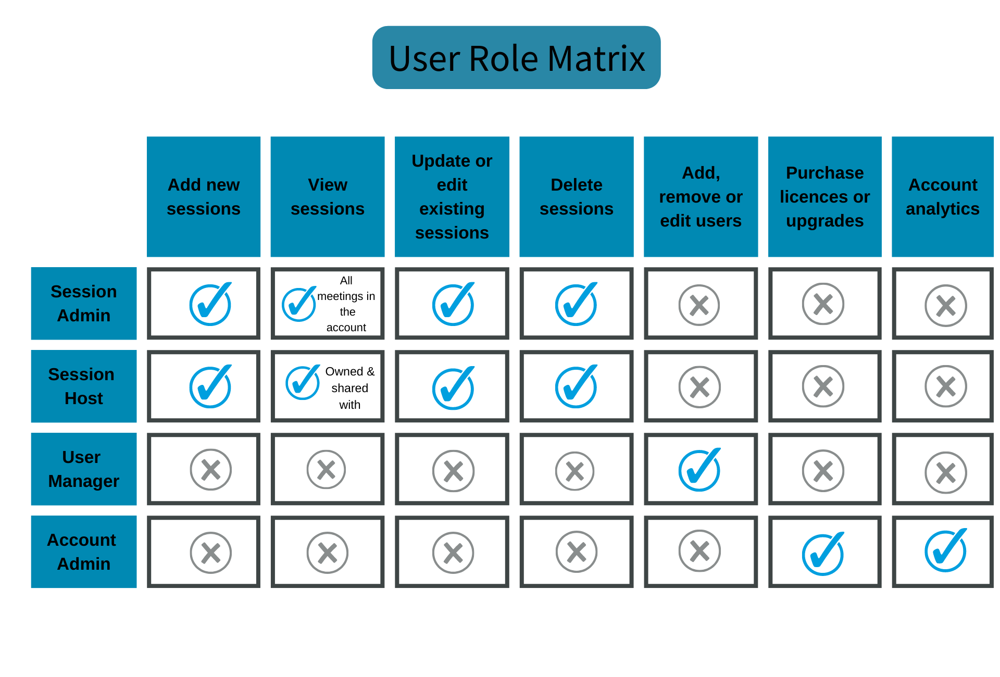 User Role Matrix
Add new
sessions
View
sessions
Update or
edit
existing
sessions
Delete
sessions
Add,
remove or
edit users
Purchase
licences or
upgrades
Account
analytics
Session
Admin
All
meetings in
the
account
Session
Host
Owned &
shared
with
User
Manager
Account
Admin